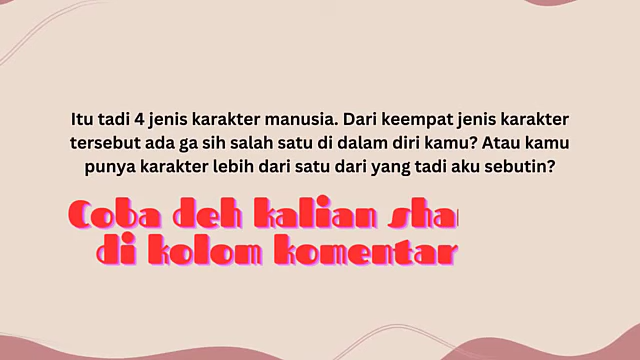 Itu tadi 4 jenis karakter manusia. Dari keempat jenis karakter
tersebut ada ga sih salah satu di dalam diri kamu? Atau kamu
punya karakter lebih dari satu dari yang tadi aku sebutin?
Coba deh kalian
di kolom komentar